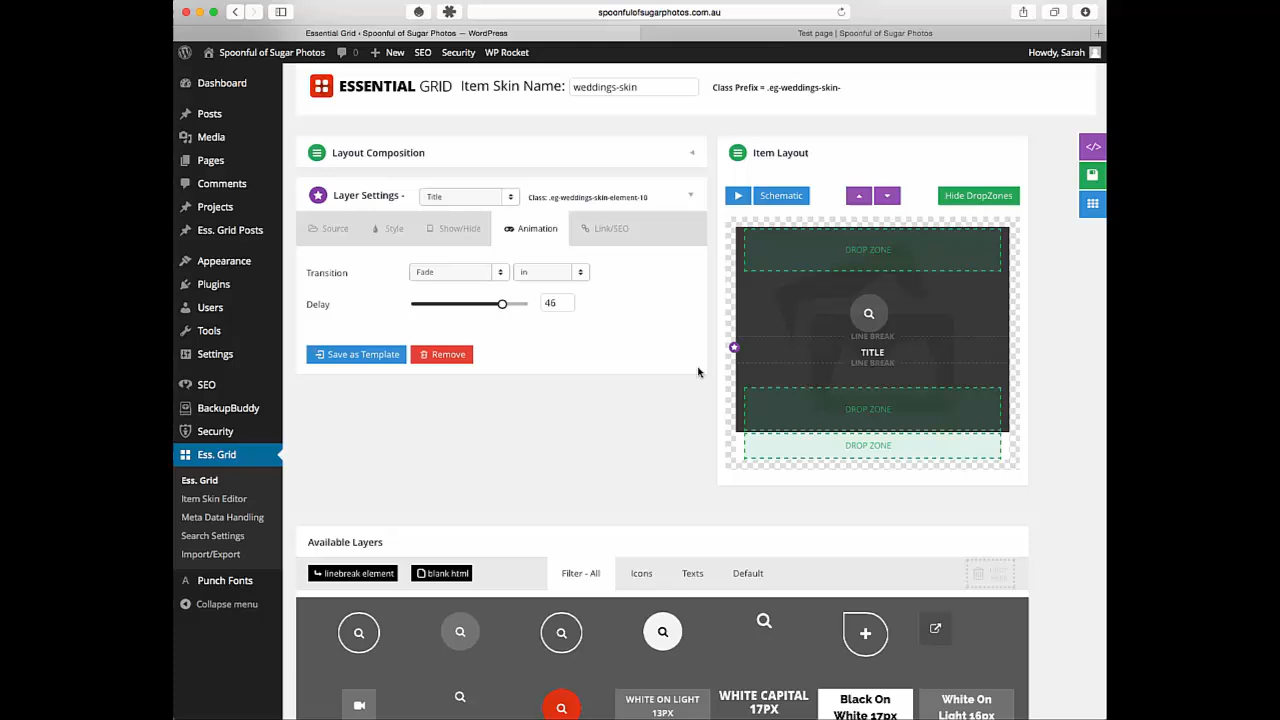 spoonfulofsugarphotos.com.au
Essential Grid ‹ Spoonful of Sugar Photos — WordPress
Test page | Spoonful of Sugar Photos
Spoonful of Sugar Photos
0
New
SEO
Security
WP Rocket
Howdy, Sarah
Dashboard
Posts
Media
Pages
Comments
Projects
Ess. Grid Posts
Appearance
Plugins
Users
Tools
Settings
SEO
BackupBuddy
Security
Ess. Grid
Ess. Grid
Item Skin Editor
Meta Data Handling
Search Settings
Import/Export
Punch Fonts
Collapse menu
ESSENTIAL GRID
Item Skin Name:
weddings-skin
Class Prefix = .eg-weddings-skin-
Layout Composition
Layer Settings -
Title
Class: .eg-weddings-skin-element-10
Source
Style
Show/Hide
Animation
Link/SEO
Transition
Fade
in
Delay
46
Save as Template
Remove
Item Layout
Schematic
Hide DropZones
DROP ZONE
LINE BREAK
TITLE
LINE BREAK
DROP ZONE
DROP ZONE
Available Layers
linebreak element
blank html
Filter - All
Icons
Texts
Default
WHITE ON LIGHT
13PX
WHITE CAPITAL
17PX
Black On
White 17px
White On
Light 16px